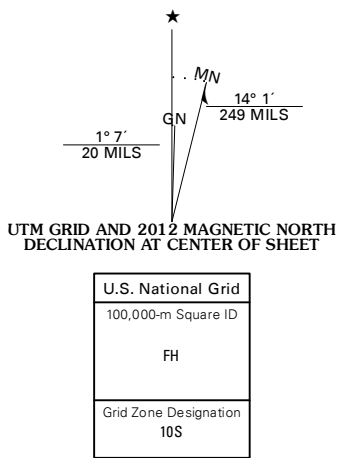 ★
MN
14° 1´
249 MILS
GN
1° 7´
20 MILS
UTM GRID AND 2012 MAGNETIC NORTH
DECLINATION AT CENTER OF SHEET
U.S. National Grid
100,000-m Square ID
FH
Grid Zone Designation
10S